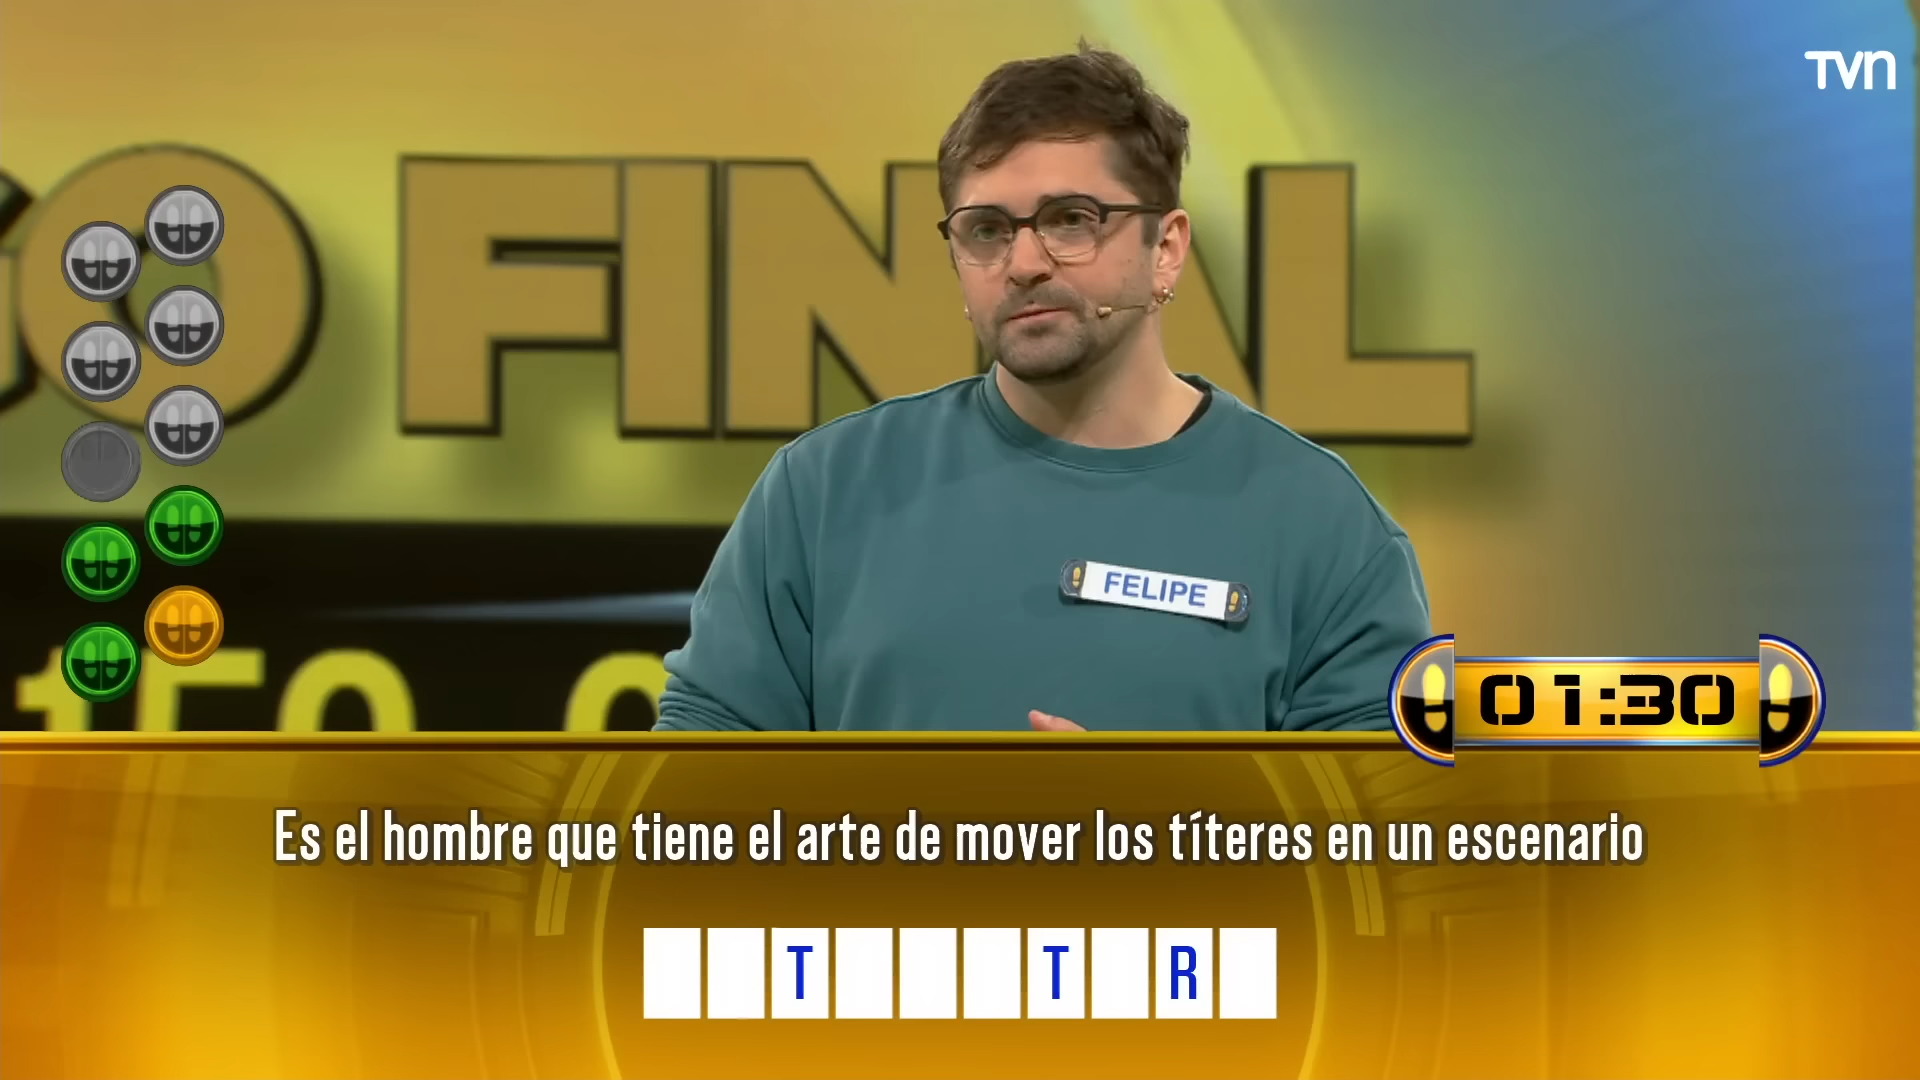 TVN
GO FINAL
FELIPE
01:30
Es el hombre que tiene el arte de mover los títeres en un escenario
T T R